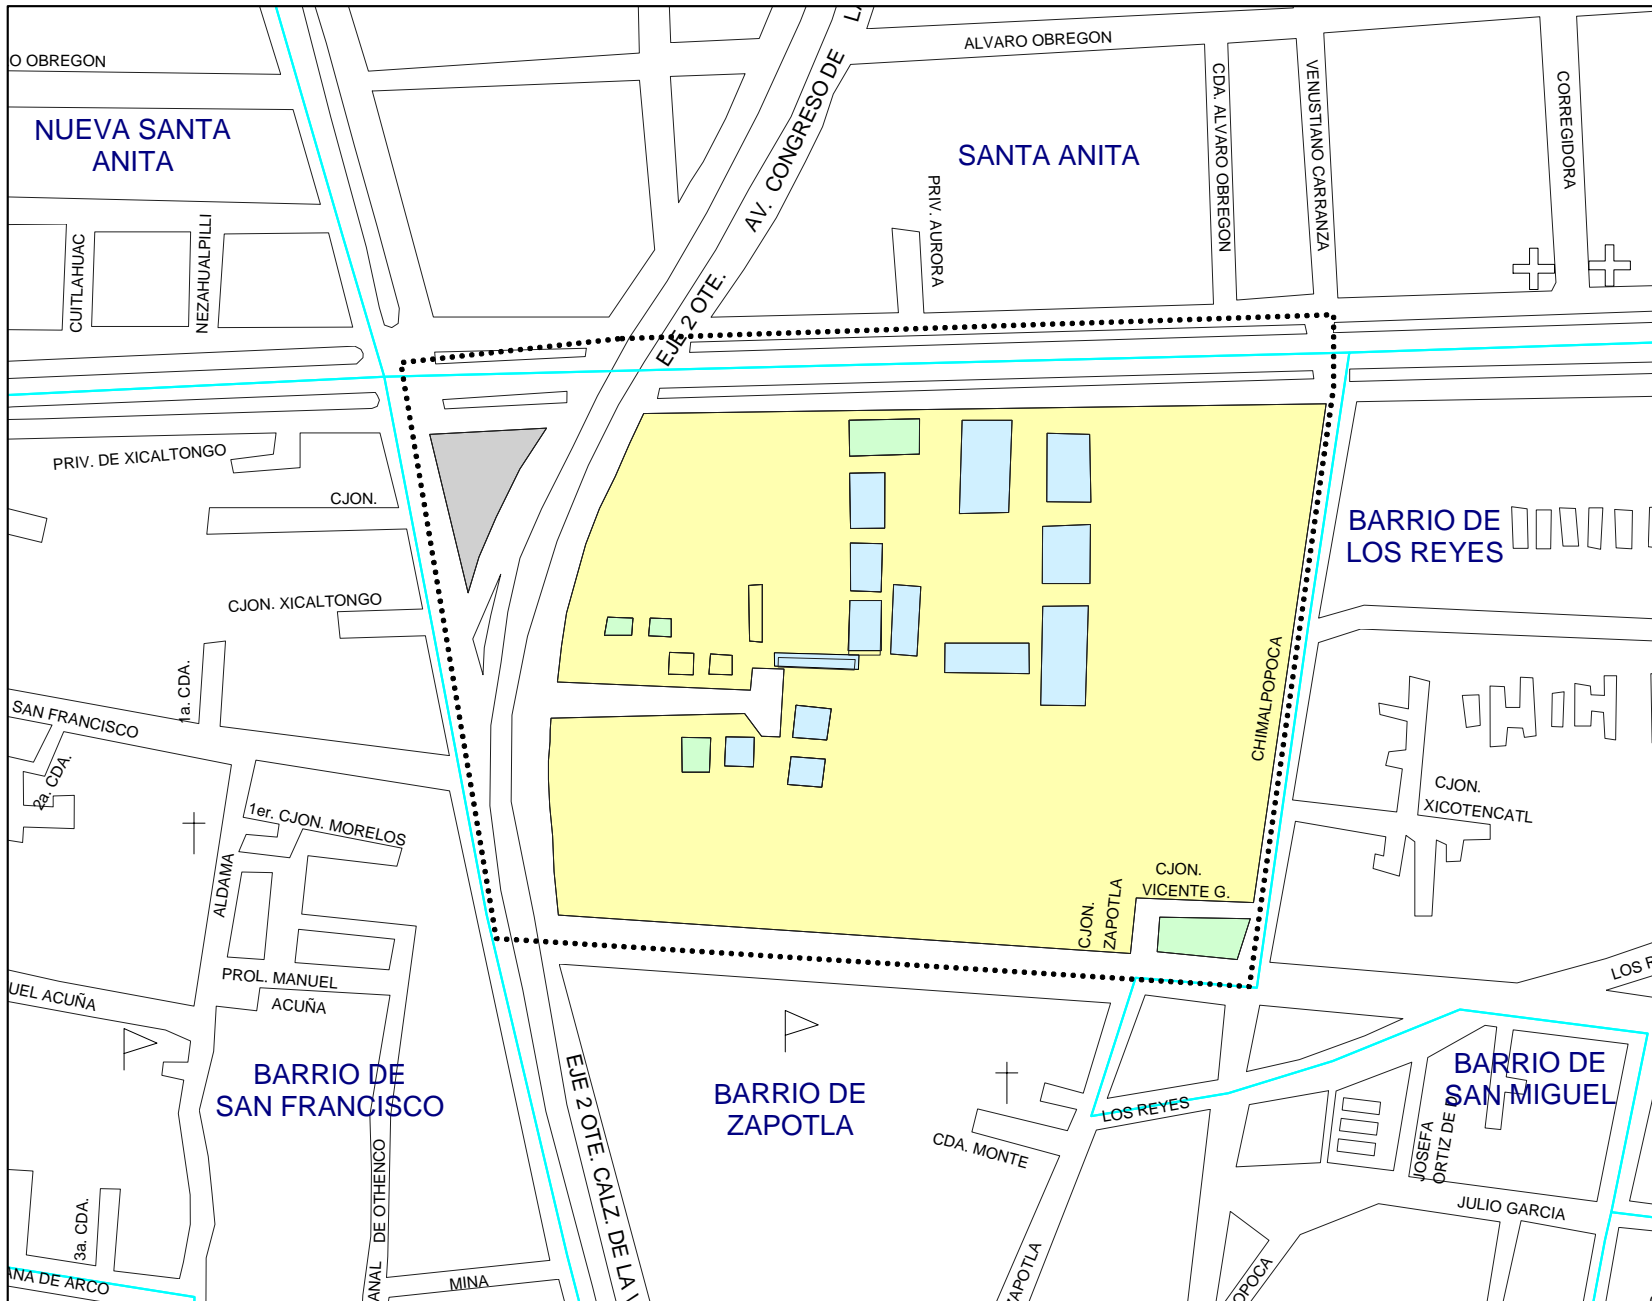 O OBREGON
ALVARO OBREGON
AV. CONGRESO DE
CDA. ALVARO OBREGON
VENUSTIANO CARRANZA
CORREGIDORA
NUEVA SANTA
ANITA
SANTA ANITA
PRIV. AURORA
CUITLAHUAC
NEZAHUALPILLI
EJE 2 OTE.
PRIV. DE XICALTONGO
CJON.
BARRIO DE
LOS REYES
CJON. XICALTONGO
1a. CDA.
SAN FRANCISCO
CHIMALPOPOCA
2a. CDA.
CJON.
XICOTENCATL
1er. CJON. MORELOS
ALDAMA
CJON.
VICENTE G.
CJON.
ZAPOTLA
PROL. MANUEL
ACUÑA
UEL ACUÑA
LOS R
BARRIO DE
SAN FRANCISCO
EJE 2 OTE. CALZ. DE LA V
BARRIO DE
ZAPOTLA
BARRIO DE
SAN MIGUEL
LOS REYES
CDA. MONTE
JOSEFA
ORTIZ DE
JULIO GARCIA
3a. CDA.
ANAL DE OTHENCO
ANA DE ARCO
MINA
APOTLA
OPOCA